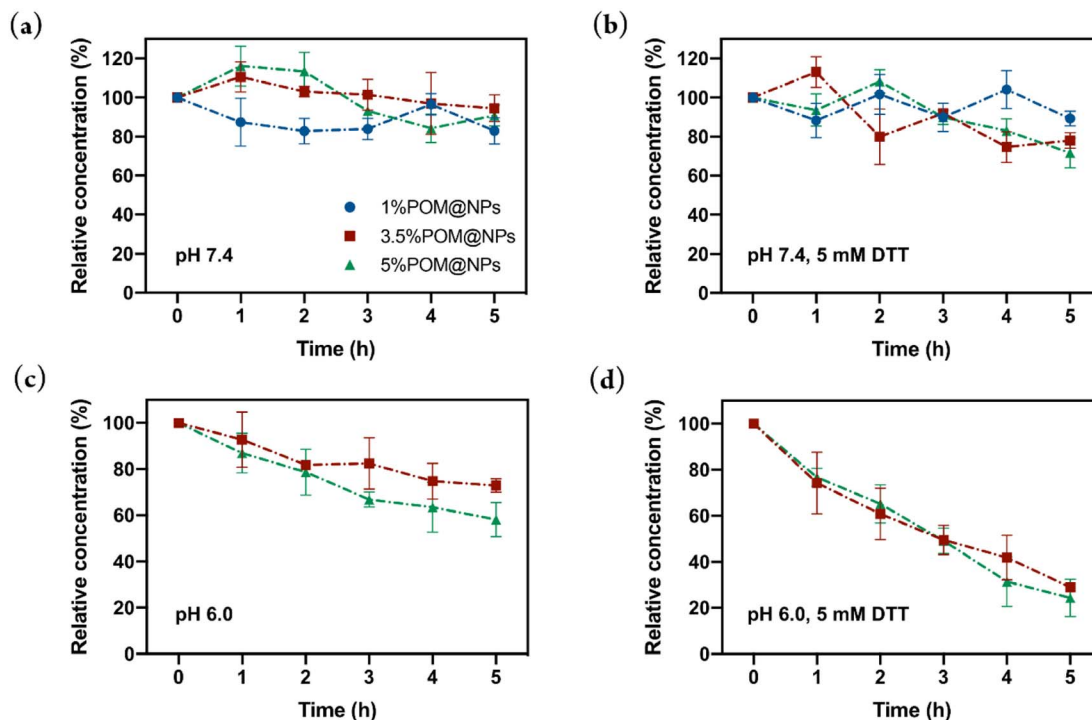 (a)
Relative concentration (%)
120
100
80
60
40
20
0
pH 7.4
1%POM@NPs
3.5%POM@NPs
5%POM@NPs
0 1 2 3 4 5
Time (h)
(b)
Relative concentration (%)
120
100
80
60
40
20
0
pH 7.4, 5 mM DTT
0 1 2 3 4 5
Time (h)
(c)
Relative concentration (%)
100
80
60
40
20
0
pH 6.0
0 1 2 3 4 5
Time (h)
(d)
Relative concentration (%)
100
80
60
40
20
0
pH 6.0, 5 mM DTT
0 1 2 3 4 5
Time (h)